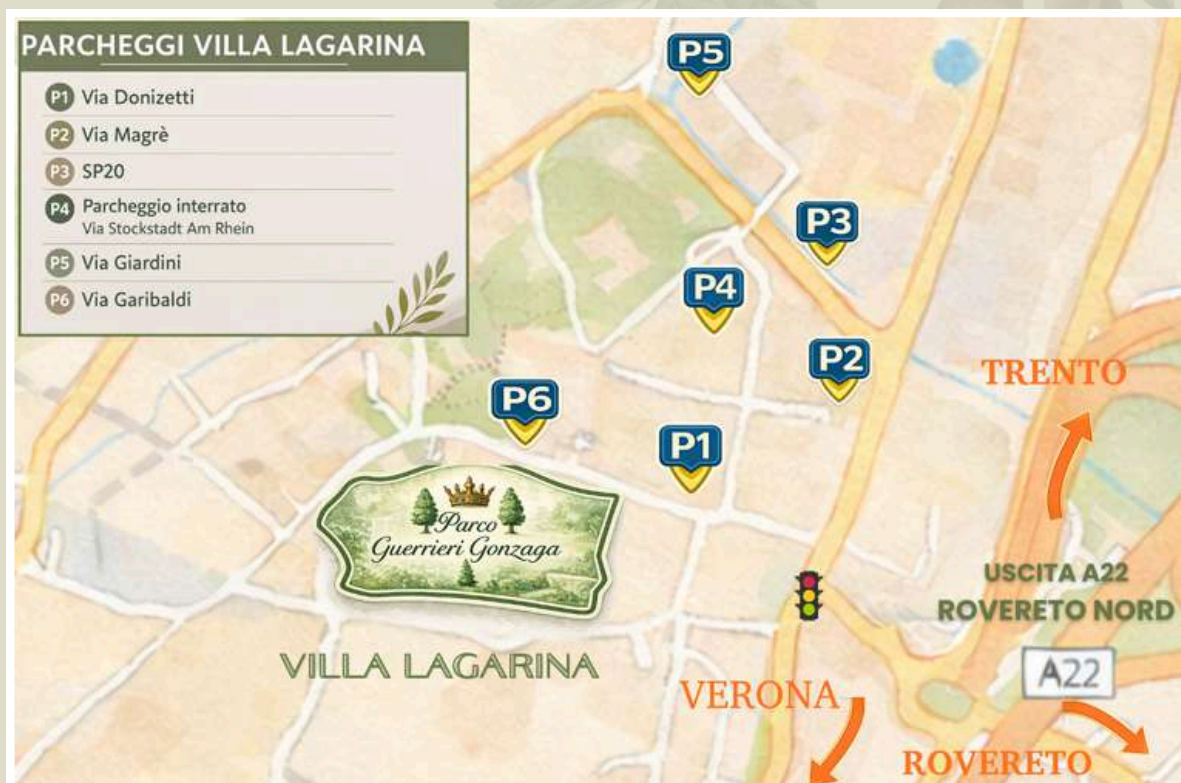 PARCHEGGI VILLA LAGARINA
P1 Via Donizetti
P2 Via Magrè
P3 SP20
P4 Parcheggio interrato
Via Stockstadt Am Rhein
P5 Via Giardini
P6 Via Garibaldi
P5
P3
P4
P2
P6
P1
TRENTO
Parco
Guerrieri Gonzaga
USCITA A22
ROVERETO NORD
VILLA LAGARINA
A22
VERONA
ROVERETO